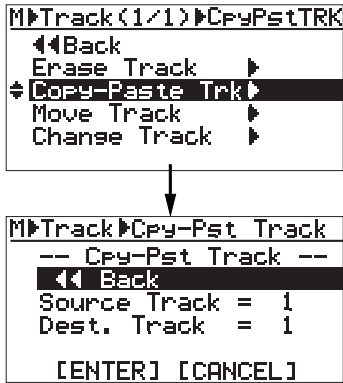 M▶Track(1/1)▶CpyPstTRK
◀◀Back
Erase Track ▶
Copy-Paste Trk▶
Move Track ▶
Change Track ▶
M▶Track▶Cpy-Pst Track
-- Cpy-Pst Track --
◀◀ Back
Source Track = 1
Dest. Track = 1
[ENTER] [CANCEL]